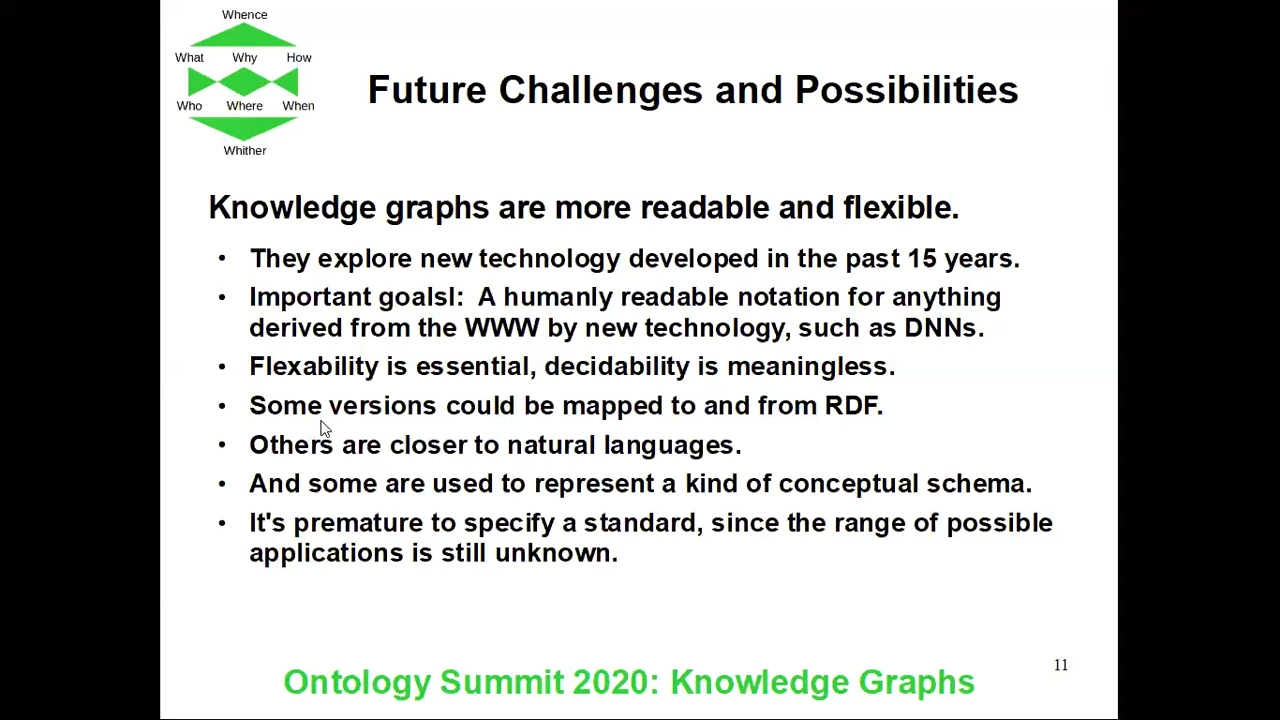 Whence
What Why How
Who Where When
Whither
Future Challenges and Possibilities
Knowledge graphs are more readable and flexible.
• They explore new technology developed in the past 15 years.
• Important goalsl: A humanly readable notation for anything
derived from the WWW by new technology, such as DNNs.
• Flexability is essential, decidability is meaningless.
• Some versions could be mapped to and from RDF.
• Others are closer to natural languages.
• And some are used to represent a kind of conceptual schema.
• It's premature to specify a standard, since the range of possible
applications is still unknown.
11
Ontology Summit 2020: Knowledge Graphs